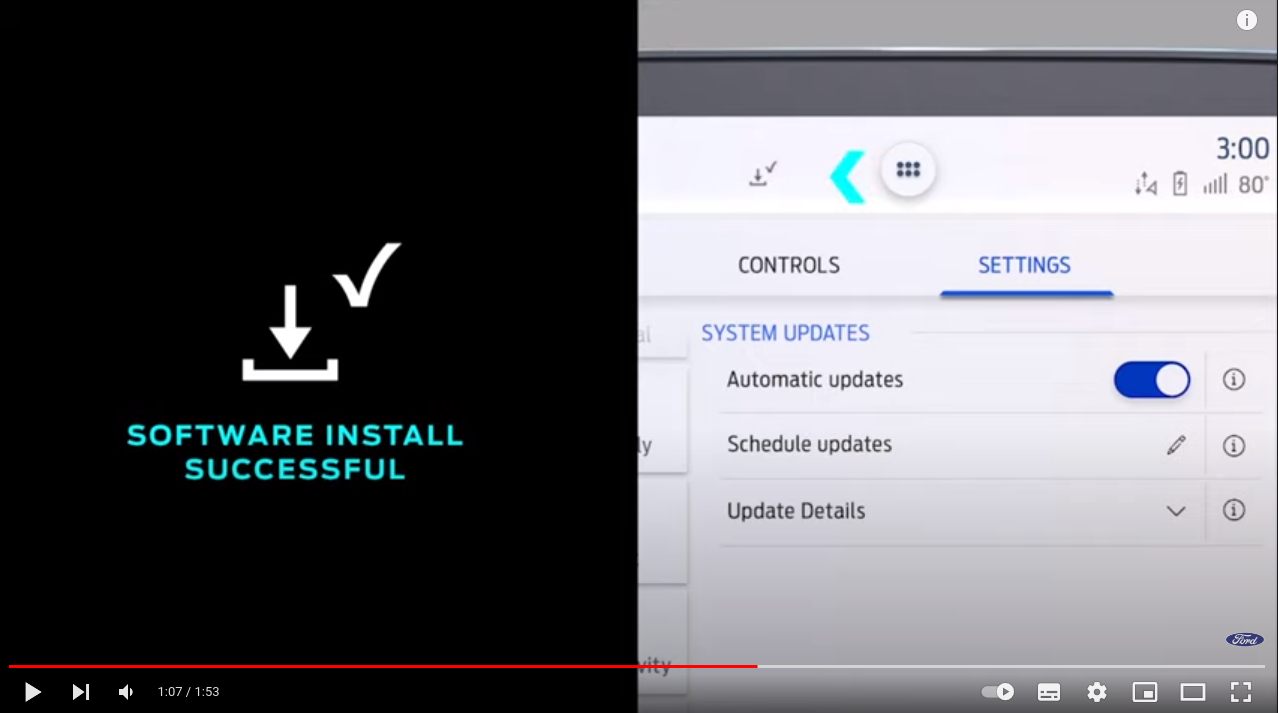 SOFTWARE INSTALL
SUCCESSFUL
3:00
80°
CONTROLS
SETTINGS
al
SYSTEM UPDATES
Automatic updates
ly
Schedule updates
Update Details
vity
Ford
1:07 / 1:53